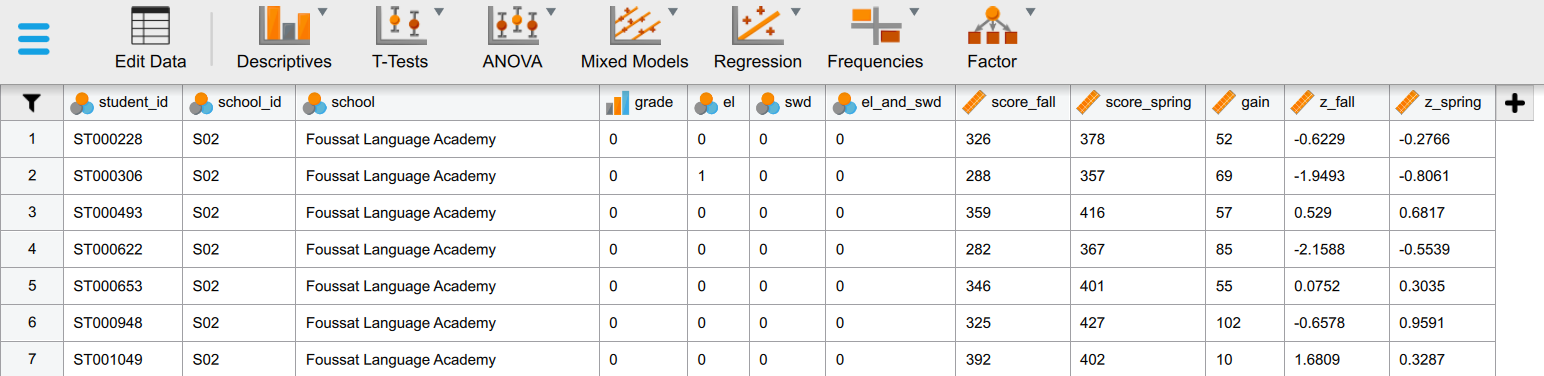 Edit Data Descriptives T-Tests ANOVA Mixed Models Regression Frequencies Factor
student_id school_id school grade el swd el_and_swd score_fall score_spring gain z_fall z_spring
1 ST000228 S02 Foussat Language Academy 0 0 0 0 326 378 52 -0.6229 -0.2766
2 ST000306 S02 Foussat Language Academy 0 1 0 0 288 357 69 -1.9493 -0.8061
3 ST000493 S02 Foussat Language Academy 0 0 0 0 359 416 57 0.529 0.6817
4 ST000622 S02 Foussat Language Academy 0 0 0 0 282 367 85 -2.1588 -0.5539
5 ST000653 S02 Foussat Language Academy 0 0 0 0 346 401 55 0.0752 0.3035
6 ST000948 S02 Foussat Language Academy 0 0 0 0 325 427 102 -0.6578 0.9591
7 ST001049 S02 Foussat Language Academy 0 0 0 0 392 402 10 1.6809 0.3287